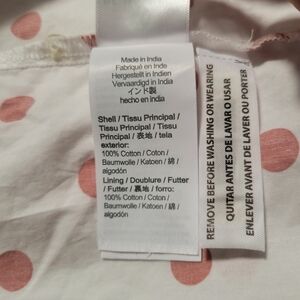 Made in India
Fabriqué en Inde
Hergestellt in Indien
Vervaardigd in India
インド製
hecho en India
Shell / Tissu Principal /
Tissu Principal / Tissu
Principal / 表地 / tela
exterior:
100% Cotton / Coton /
Baumwolle / Katoen / 綿 /
algodón
Lining / Doublure / Futter
/ Futter / 裏地 / forro:
100% Cotton / Coton /
Baumwolle / Katoen / 綿 /
algodón
REMOVE BEFORE WASHING OR WEARING
QUITAR ANTES DE LAVAR O USAR
ENLEVER AVANT DE LAVER OU PORTER